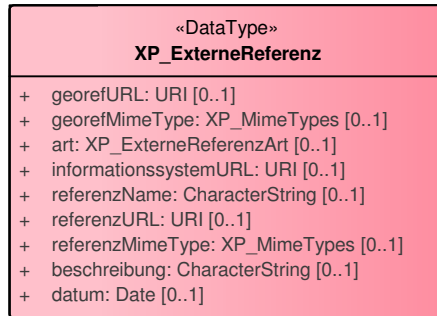 «DataType»
XP_ExterneReferenz
+ georefURL: URI [0..1]
+ georefMimeType: XP_MimeTypes [0..1]
+ art: XP_ExterneReferenzArt [0..1]
+ informationssystemURL: URI [0..1]
+ referenzName: CharacterString [0..1]
+ referenzURL: URI [0..1]
+ referenzMimeType: XP_MimeTypes [0..1]
+ beschreibung: CharacterString [0..1]
+ datum: Date [0..1]